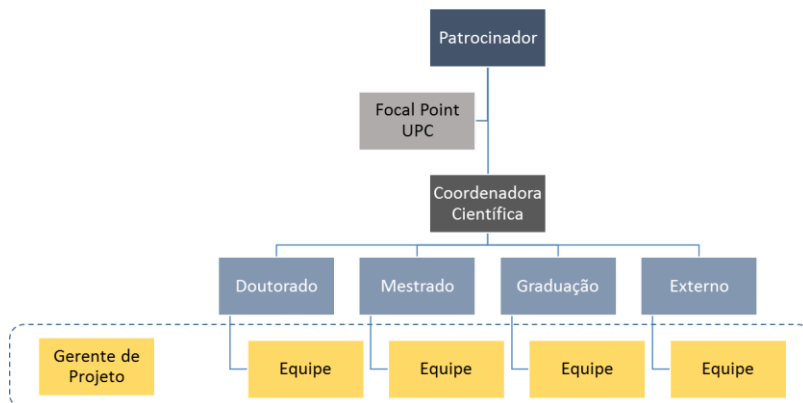 Patrocinador
Focal Point
UPC
Coordenadora
Científica
Doutorado
Mestrado
Graduação
Externo
Gerente de
Projeto
Equipe
Equipe
Equipe
Equipe